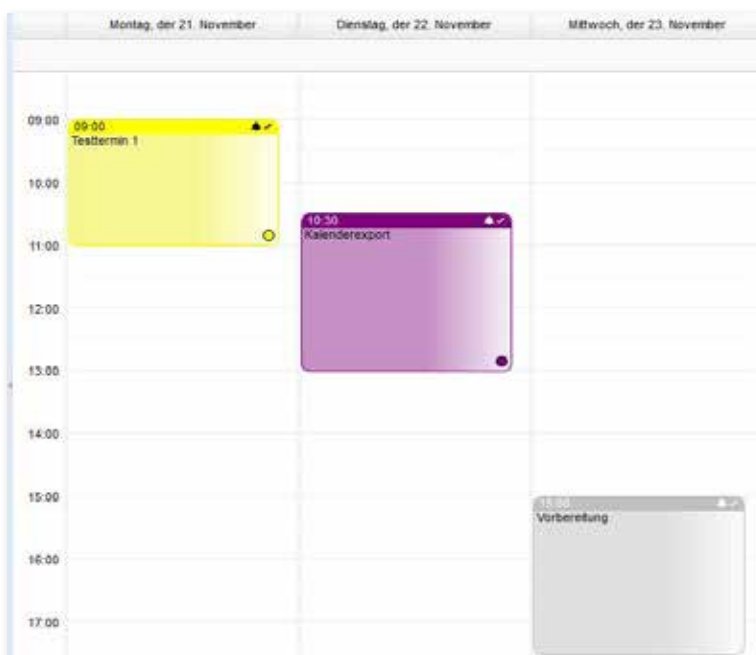 Montag, der 21. November
Dienstag, der 22. November
Mittwoch, der 23. November
09:00
09:00
Testtermin 1
10:00
10:30
Kalenderexport
11:00
12:00
13:00
14:00
15:00
15:00
Vorbereitung
16:00
17:00